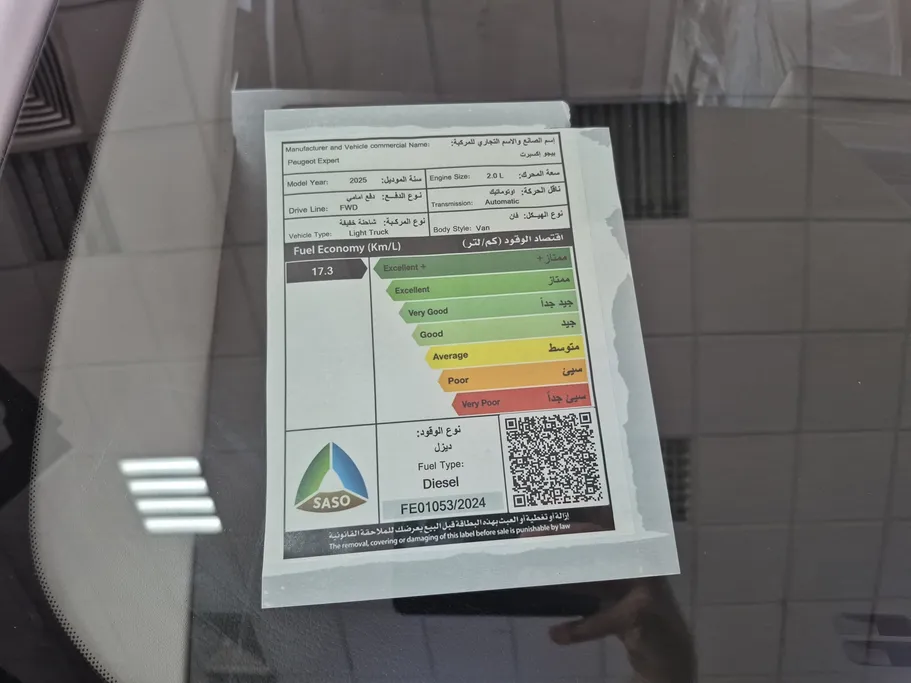 Manufacturer and Vehicle commercial Name: إسم الصانع والاسم التجاري للمركبة:
Peugeot Expert بيجو إكسبرت
Model Year: 2025 سنة الموديل:
Engine Size: 2.0 L سعة المحرك:
Drive Line: دفع امامي نوع الدفع:
FWD
Transmission: اوتوماتيك ناقل الحركة:
Automatic
Vehicle Type: شاحنة خفيفة نوع المركبة:
Light Truck
Body Style: Van فان نوع الهيكل:
Fuel Economy (Km/L) اقتصاد الوقود (كم/لتر)
17.3
Excellent + ممتاز+
Excellent ممتاز
Very Good جيد جداً
Good جيد
Average متوسط
Poor سيئ
Very Poor سيئ جداً
SASO
نوع الوقود:
ديزل
Fuel Type:
Diesel
FE01053/2024
إزالة أو تغطية أو العبث بهذه البطاقة قبل البيع يعرضك للملاحقة القانونية
The removal, covering or damaging of this label before sale is punishable by law